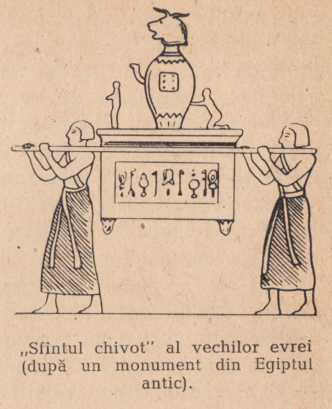 „Sfîntul chivot" al vechilor evrei
(după un monument din Egiptul
antic).